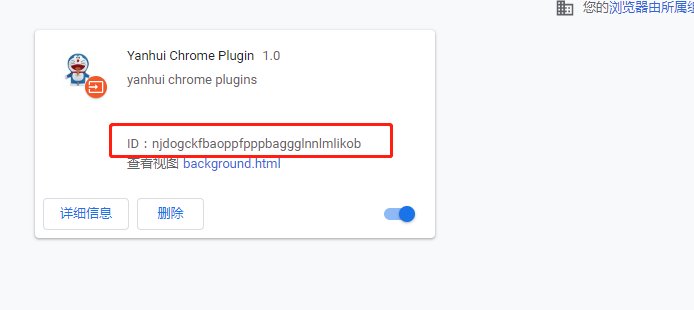 您的浏览器由所属组
Yanhui Chrome Plugin 1.0
yanhui chrome plugins
ID：njdogckfbaoppfpppbaggglnnlmlikob
查看视图 background.html
详细信息 删除